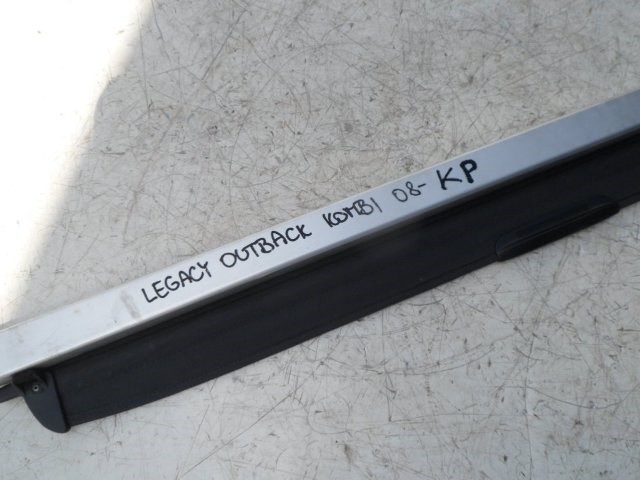 LEGACY OUTBACK KOMBI 08- KP